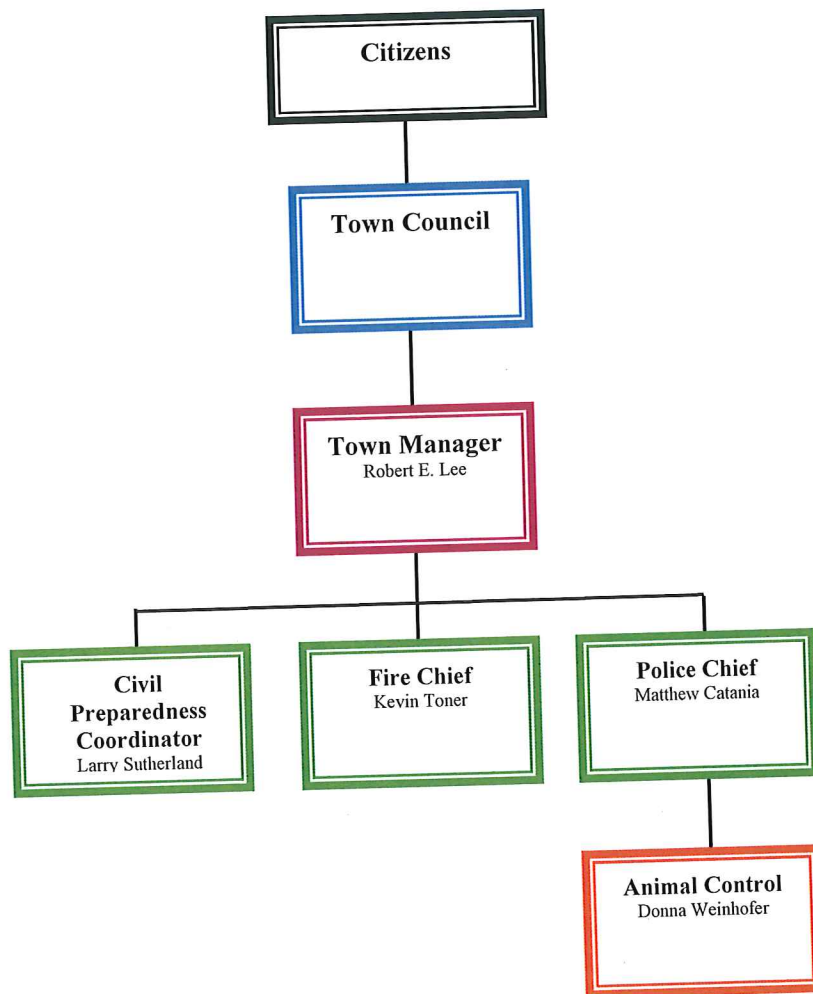 Citizens
Town Council
Town Manager
Robert E. Lee
Civil
Preparedness
Coordinator
Larry Sutherland
Fire Chief
Kevin Toner
Police Chief
Matthew Catania
Animal Control
Donna Weinhofer